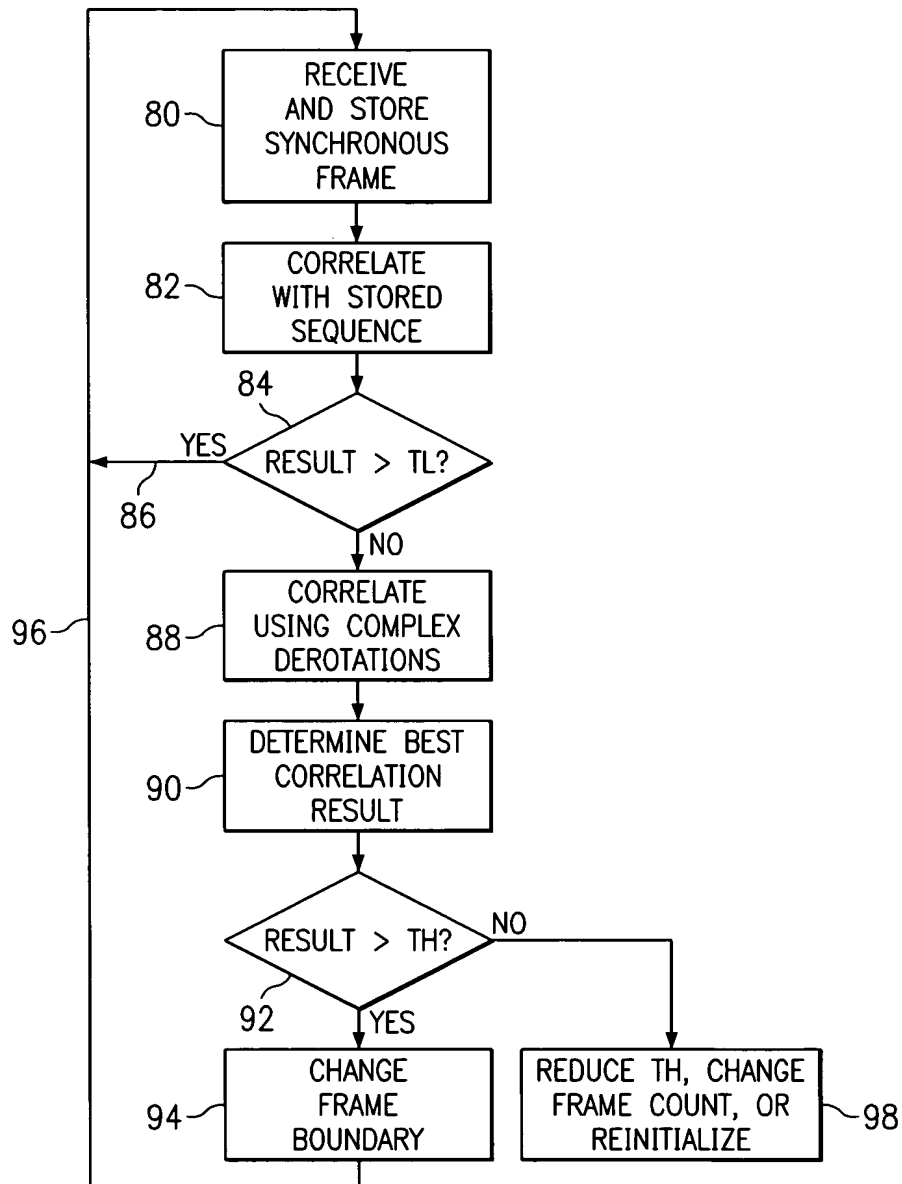 80
RECEIVE
AND STORE
SYNCHRONOUS
FRAME
82
CORRELATE
WITH STORED
SEQUENCE
84
YES
RESULT > TL?
86
NO
96
88
CORRELATE
USING COMPLEX
DEROTATIONS
90
DETERMINE BEST
CORRELATION
RESULT
RESULT > TH?
NO
92
YES
94
CHANGE
FRAME
BOUNDARY
REDUCE TH, CHANGE
FRAME COUNT, OR
REINITIALIZE
98